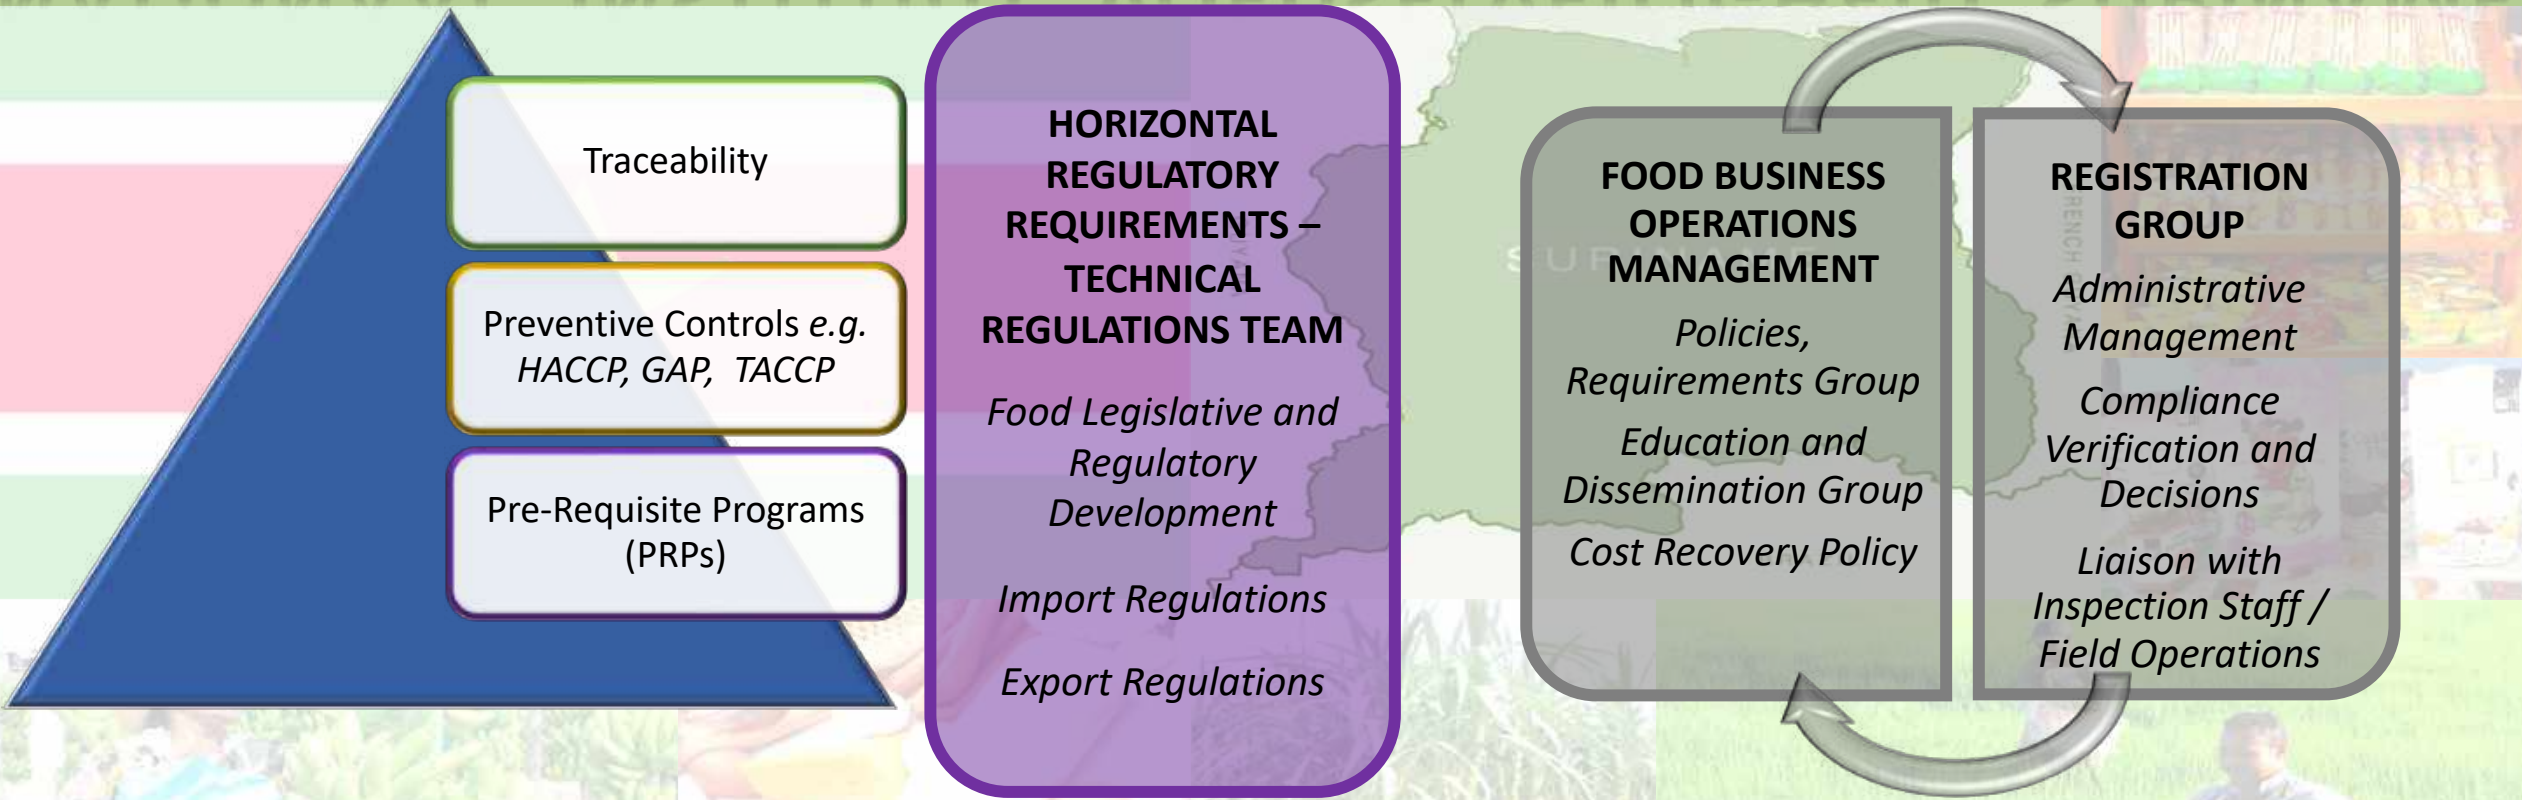 Traceability
Preventive Controls e.g.
HACCP, GAP, TACCP
Pre-Requisite Programs
(PRPs)
HORIZONTAL
REGULATORY
REQUIREMENTS –
TECHNICAL
REGULATIONS TEAM
Food Legislative and
Regulatory
Development
Import Regulations
Export Regulations
FOOD BUSINESS
OPERATIONS
MANAGEMENT
Policies,
Requirements Group
Education and
Dissemination Group
Cost Recovery Policy
REGISTRATION
GROUP
Administrative
Management
Compliance
Verification and
Decisions
Liaison with
Inspection Staff /
Field Operations
SURINAME